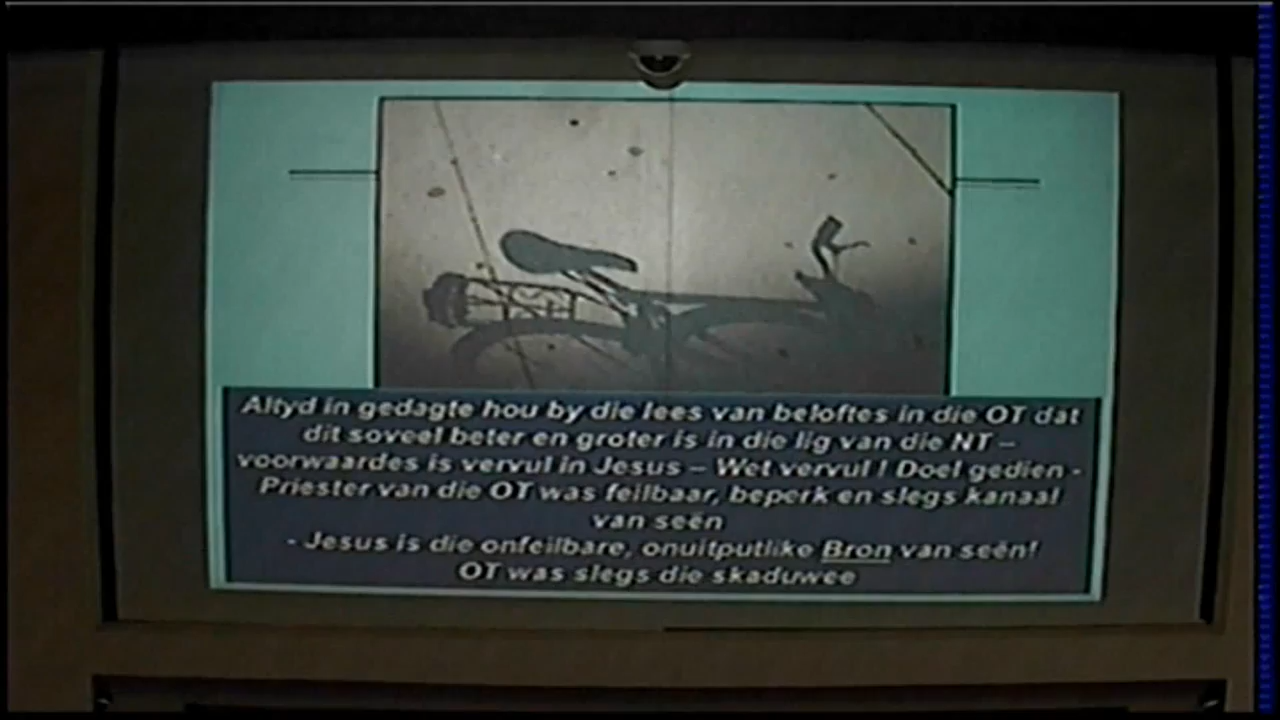 Altyd in gedagte hou by die lees van beloftes in die OT dat
dit soveel beter en groter is in die lig van die NT –
voorwaardes is vervul in Jesus – Wet vervul ! Doel gedien -
Priester van die OT was feilbaar, beperk en slegs kanaal
van seën
- Jesus is die onfeilbare, onuitputlike Bron van seën!
OT was slegs die skaduwee